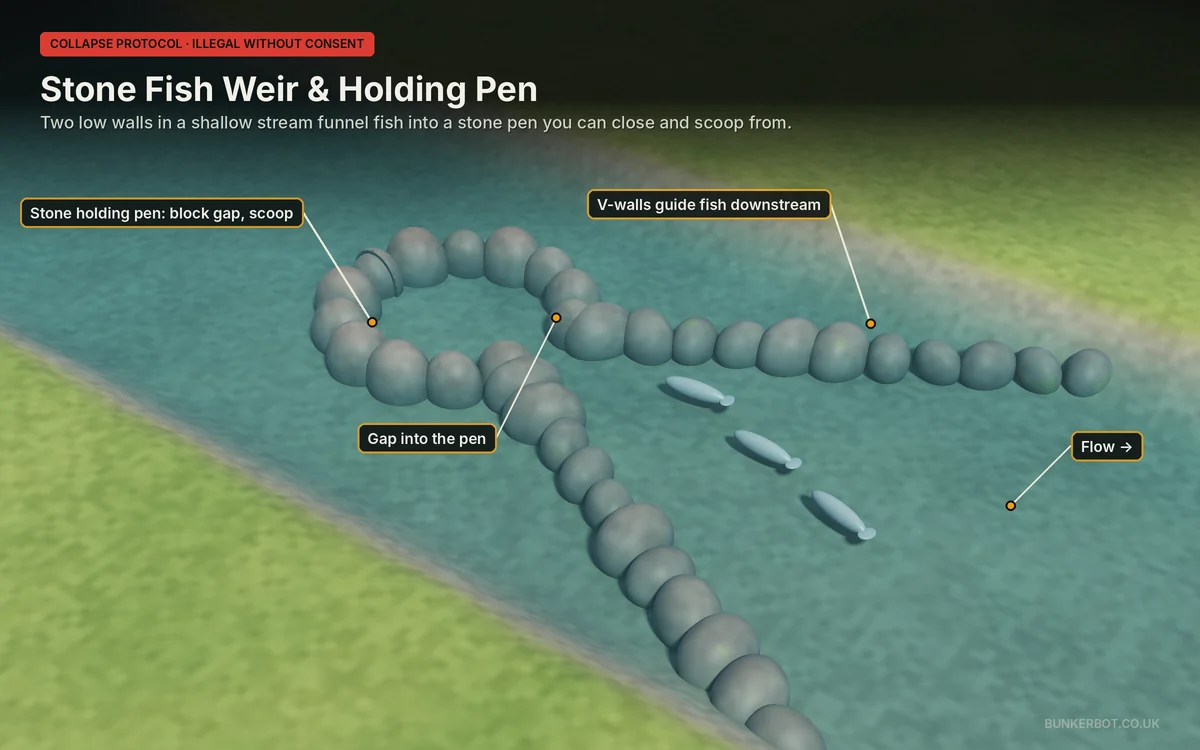 COLLAPSE PROTOCOL · ILLEGAL WITHOUT CONSENT
Stone Fish Weir & Holding Pen
Two low walls in a shallow stream funnel fish into a stone pen you can close and scoop from.
Stone holding pen: block gap, scoop
V-walls guide fish downstream
Gap into the pen
Flow →
BUNKERBOT.CO.UK